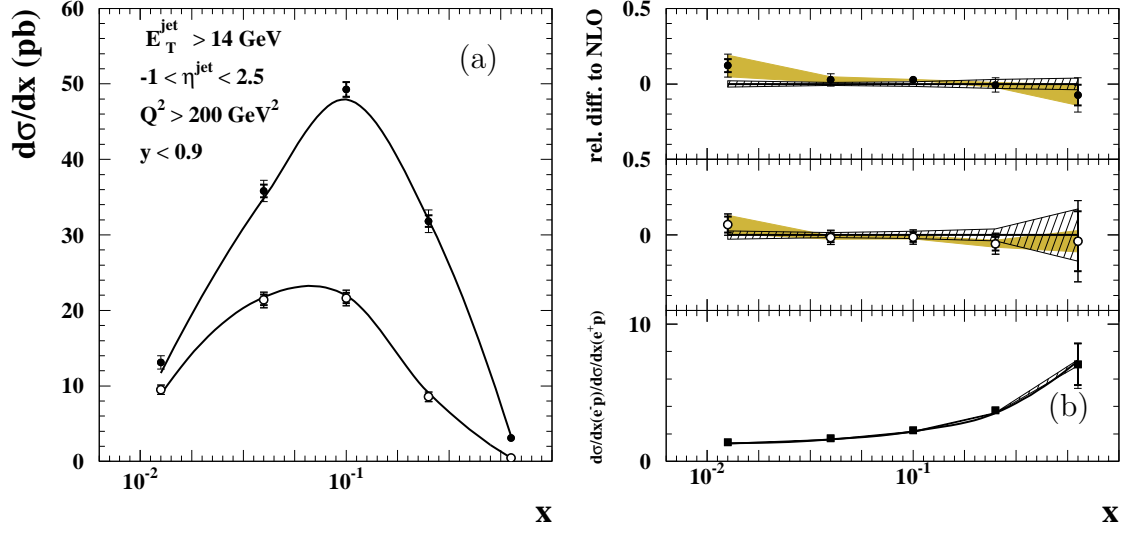 dσ/dx (pb)
60
50
40
30
20
10
0
E_T^jet > 14 GeV
-1 < η^jet < 2.5
Q² > 200 GeV²
y < 0.9
(a)
10⁻²
10⁻¹
x
rel. diff. to NLO
0.5
0
0.5
0
dσ/dx(e⁻p)/dσ/dx(e⁺p)
10
0
(b)
10⁻²
10⁻¹
x